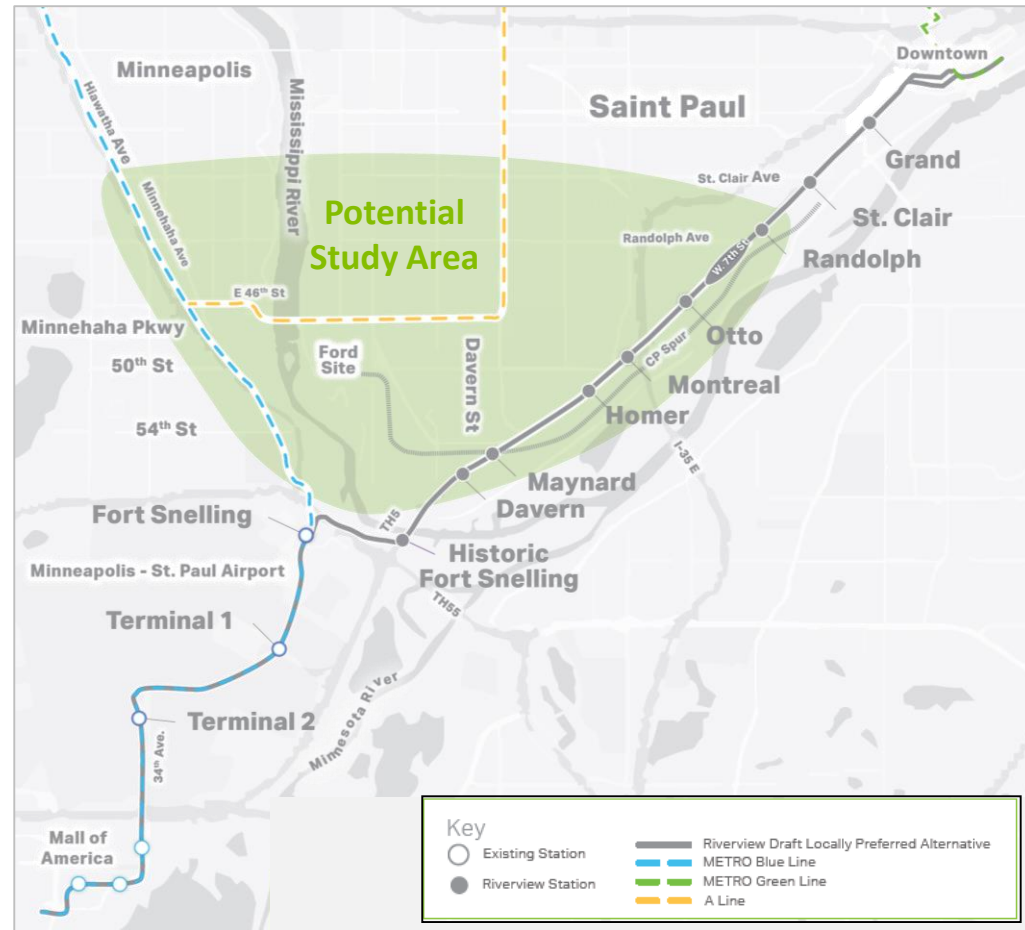 Downtown
Minneapolis
Hiawatha Ave
Mississippi River
Saint Paul
Grand
Minnehaha Ave
St. Clair Ave
Potential
Study Area
St. Clair
Randolph Ave
W. 7th St
Randolph
E 46th St
Minnehaha Pkwy
Otto
50th St
Ford
Site
Davern St
CP Spur
Montreal
Homer
54th St
I-35 E
Maynard
Davern
Fort Snelling
TH5
Historic
Fort Snelling
Minneapolis - St. Paul Airport
TH55
Terminal 1
Minnesota River
Terminal 2
34th Ave.
Mall of
America
Key
Existing Station
Riverview Station
Riverview Draft Locally Preferred Alternative
METRO Blue Line
METRO Green Line
A Line